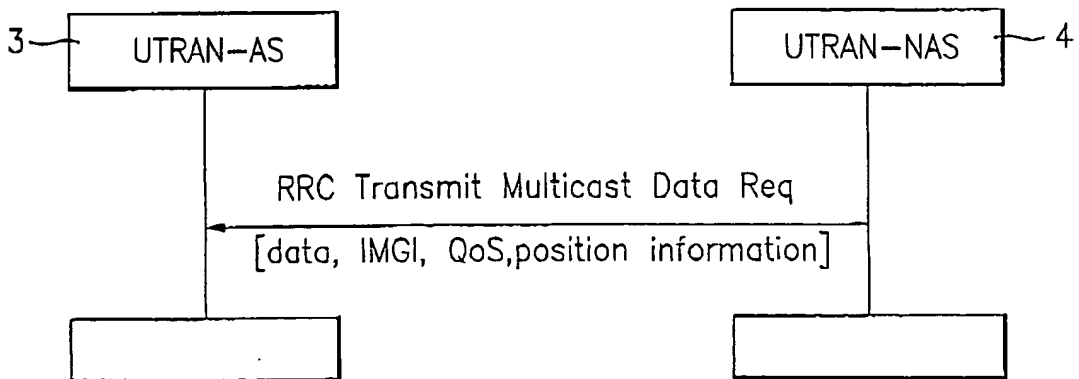 3 UTRAN-AS UTRAN-NAS 4
RRC Transmit Multicast Data Req
[data, IMGI, QoS,position information]